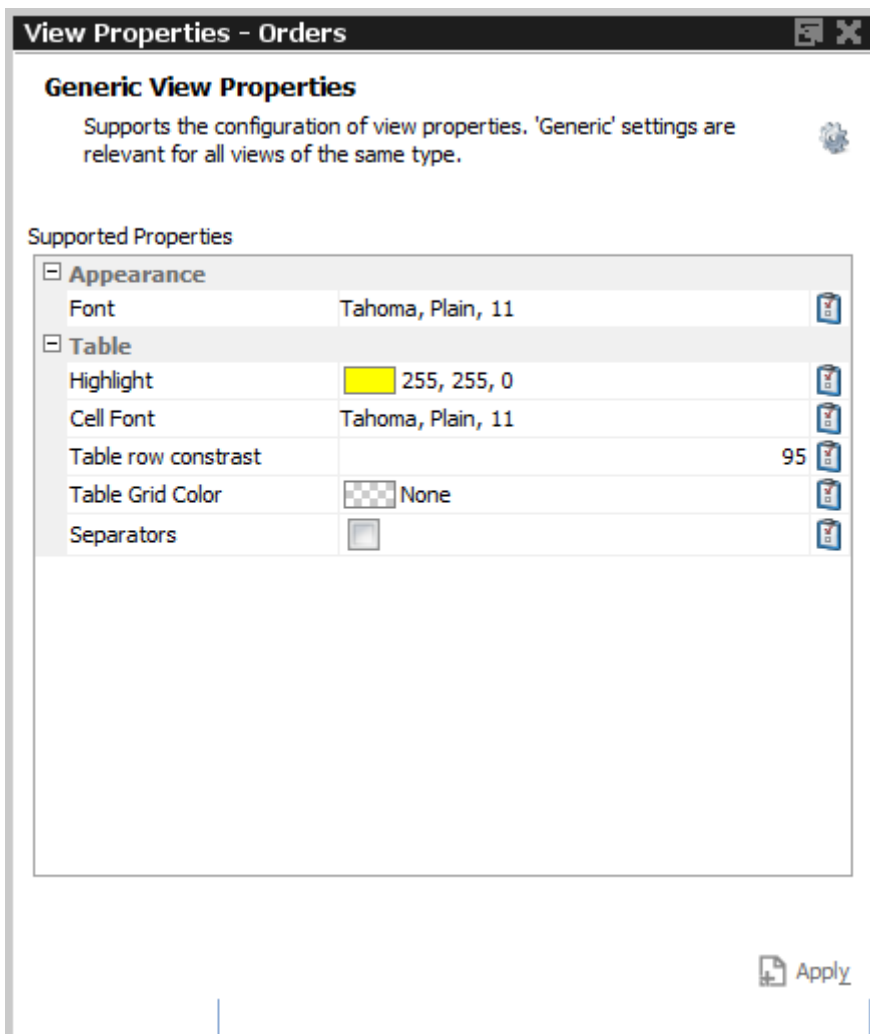 View Properties - Orders
Generic View Properties
Supports the configuration of view properties. 'Generic' settings are
relevant for all views of the same type.
Supported Properties
Appearance
Font Tahoma, Plain, 11
Table
Highlight 255, 255, 0
Cell Font Tahoma, Plain, 11
Table row constrast 95
Table Grid Color None
Separators
Apply